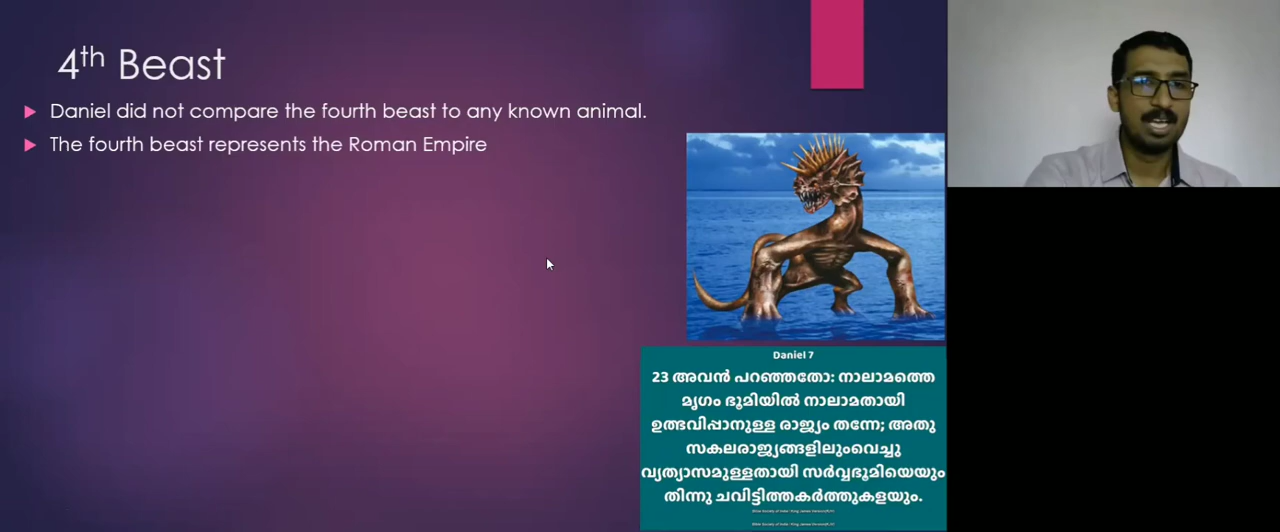 4th Beast
Daniel did not compare the fourth beast to any known animal.
The fourth beast represents the Roman Empire
Daniel 7
23 അവൻ പറഞ്ഞതോ: നാലാമത്തെ
മൃഗം ഭൂമിയിൽ നാലാമതായി
ഉത്ഭവിപ്പാനുള്ള രാജ്യം തന്നേ; അതു
സകലരാജ്യങ്ങളിലുംവെച്ചു
വ്യത്യാസമുള്ളതായി സർവ്വഭൂമിയെയും
തിന്നു ചവിട്ടിത്തകർത്തുകളയും.